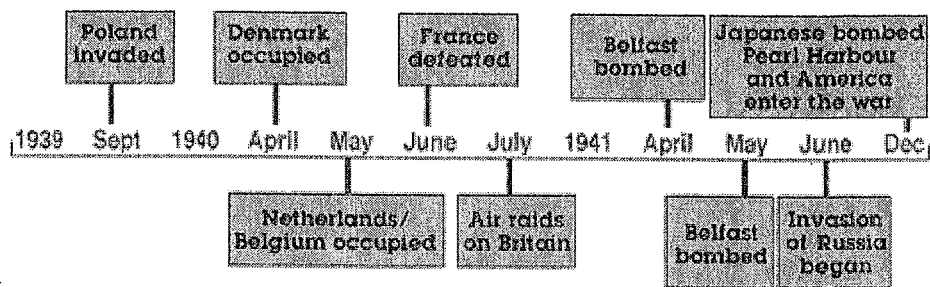 Poland
invaded
Denmark
occupied
France
defeated
Belfast
bombed
Japanese bombed
Pearl Harbour
and America
enter the war
1939 Sept 1940 April May June July 1941 April May June Dec
Netherlands/
Belgium occupied
Air raids
on Britain
Belfast
bombed
Invasion
of Russia
began